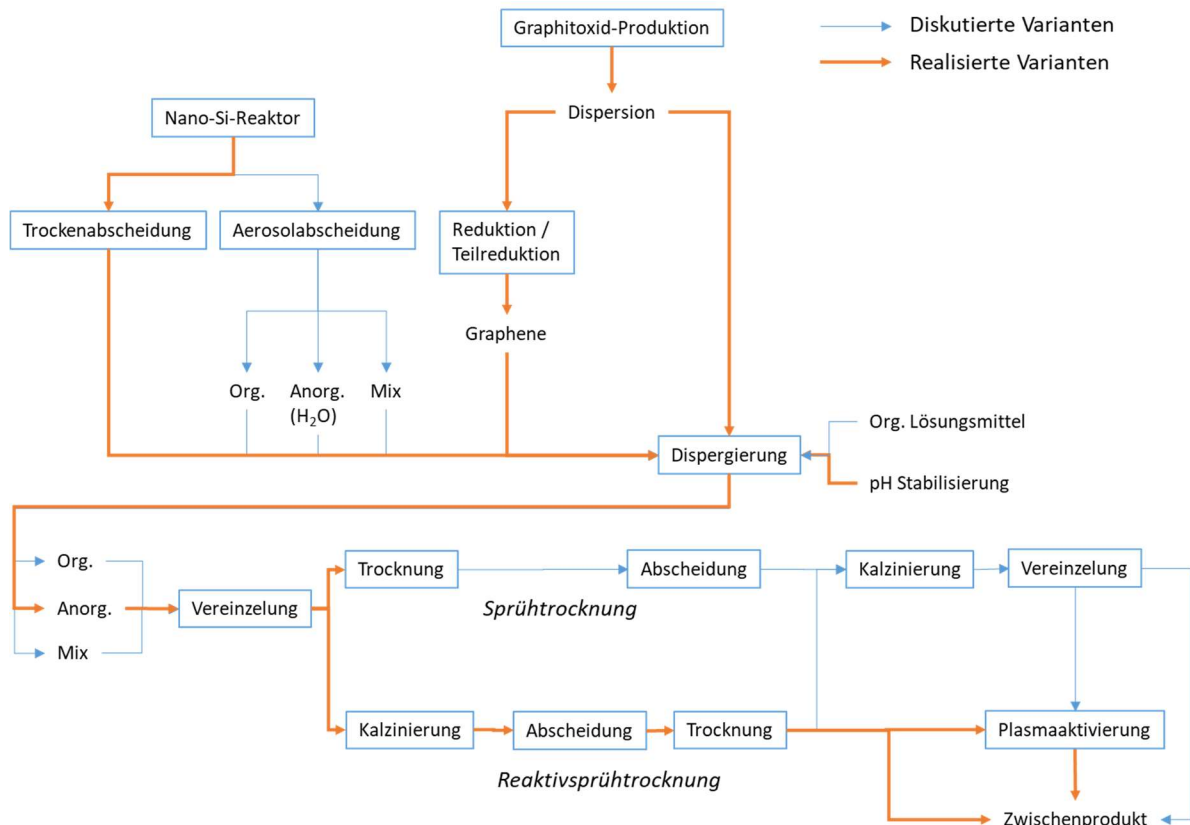 Graphitoxid-Produktion
Diskutierte Varianten
Realisierte Varianten
Nano-Si-Reaktor
Dispersion
Trockenabscheidung
Aerosolabscheidung
Reduktion /
Teilreduktion
Graphene
Org.
Anorg.
(H₂O)
Mix
Org. Lösungsmittel
Dispergierung
pH Stabilisierung
Org.
Anorg.
Mix
Vereinzelung
Trocknung
Abscheidung
Kalzinierung
Vereinzelung
Sprühtrocknung
Kalzinierung
Abscheidung
Trocknung
Plasmaaktivierung
Reaktivsprühtrocknung
Zwischenprodukt